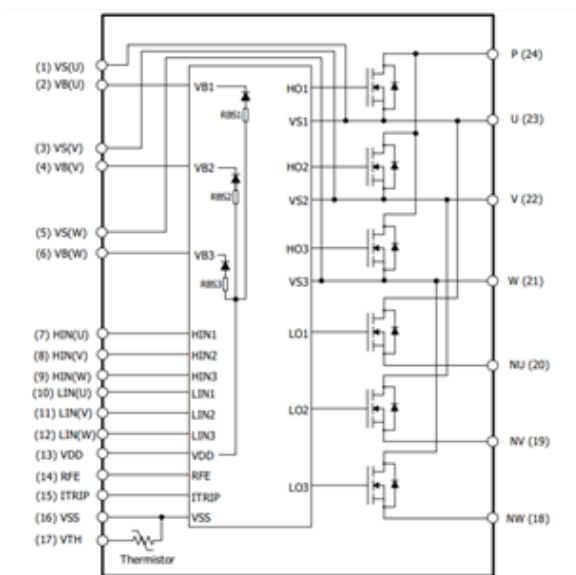 (1) VS(U)
(2) VB(U)
(3) VS(V)
(4) VB(V)
(5) VS(W)
(6) VB(W)
(7) HIN(U)
(8) HIN(V)
(9) HIN(W)
(10) LIN(U)
(11) LIN(V)
(12) LIN(W)
(13) VDD
(14) RFE
(15) ITRIP
(16) VSS
(17) VTH
Thermistor
VB1
RBS1
VB2
RBS2
VB3
RBS3
HIN1
HIN2
HIN3
LIN1
LIN2
LIN3
VDD
RFE
ITRIP
VSS
HO1
VS1
HO2
VS2
HO3
VS3
LO1
LO2
LO3
P (24)
U (23)
V (22)
W (21)
NU (20)
NV (19)
NW (18)